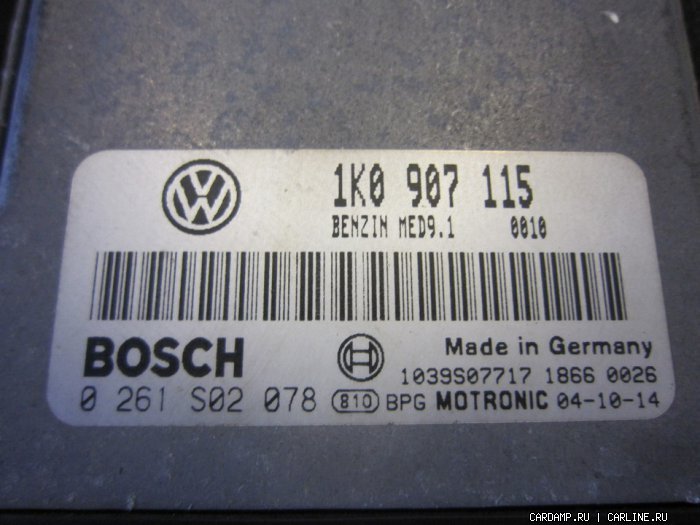 1K0 907 115
BENZIN MED9.1 0010
BOSCH
Made in Germany
1039S07717 1866 0026
0 261 S02 078 810 BPG MOTRONIC 04-10-14
CARDAMP.RU | CARLINE.RU